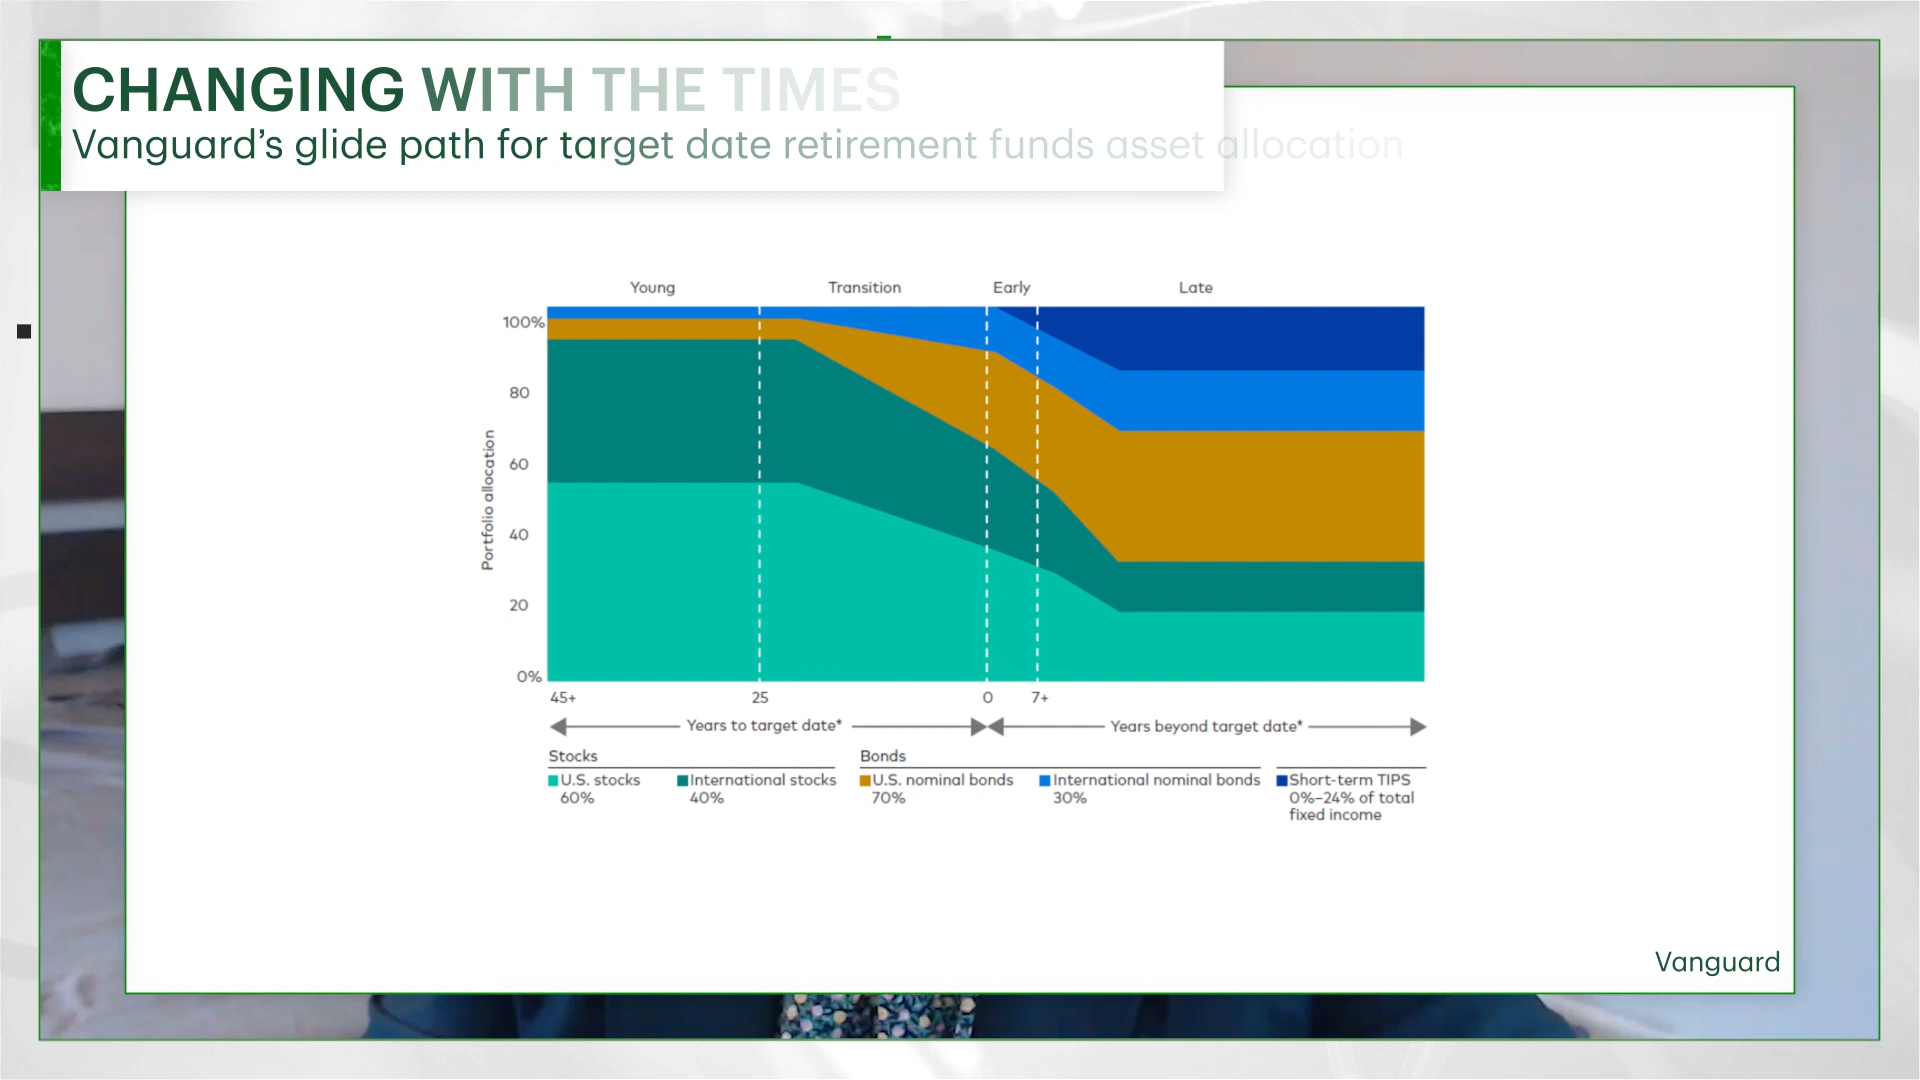 CHANGING WITH THE TIMES
Vanguard’s glide path for target date retirement funds asset allocation
Young Transition Early Late
100%
80
60
40
20
0%
Portfolio allocation
45+ 25 0 7+
Years to target date* Years beyond target date*
Stocks Bonds
U.S. stocks International stocks U.S. nominal bonds International nominal bonds Short-term TIPS
60% 40% 70% 30% 0%–24% of total
fixed income
Vanguard